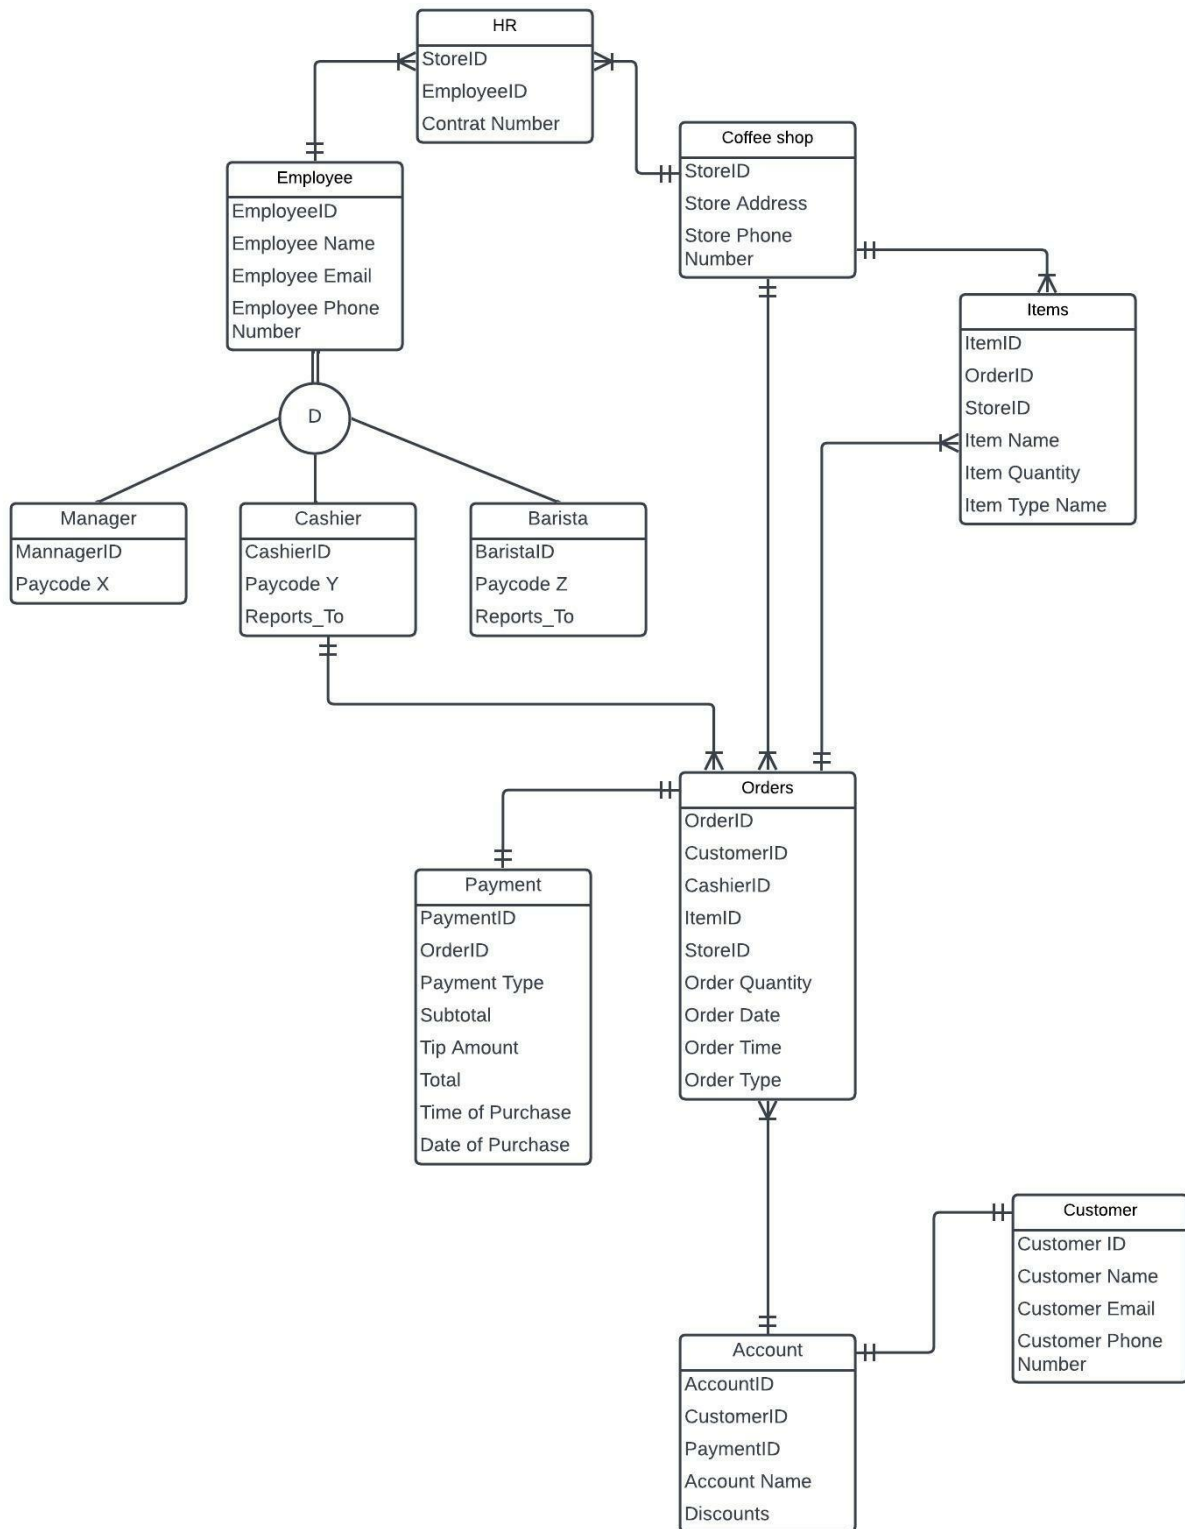 HR
StoreID
EmployeeID
Contrat Number
Coffee shop
StoreID
Store Address
Store Phone
Number
Employee
EmployeeID
Employee Name
Employee Email
Employee Phone
Number
Items
ItemID
OrderID
StoreID
Item Name
Item Quantity
Item Type Name
D
Manager
MannagerID
Paycode X
Cashier
CashierID
Paycode Y
Reports_To
Barista
BaristaID
Paycode Z
Reports_To
Orders
OrderID
CustomerID
CashierID
ItemID
StoreID
Order Quantity
Order Date
Order Time
Order Type
Payment
PaymentID
OrderID
Payment Type
Subtotal
Tip Amount
Total
Time of Purchase
Date of Purchase
Customer
Customer ID
Customer Name
Customer Email
Customer Phone
Number
Account
AccountID
CustomerID
PaymentID
Account Name
Discounts